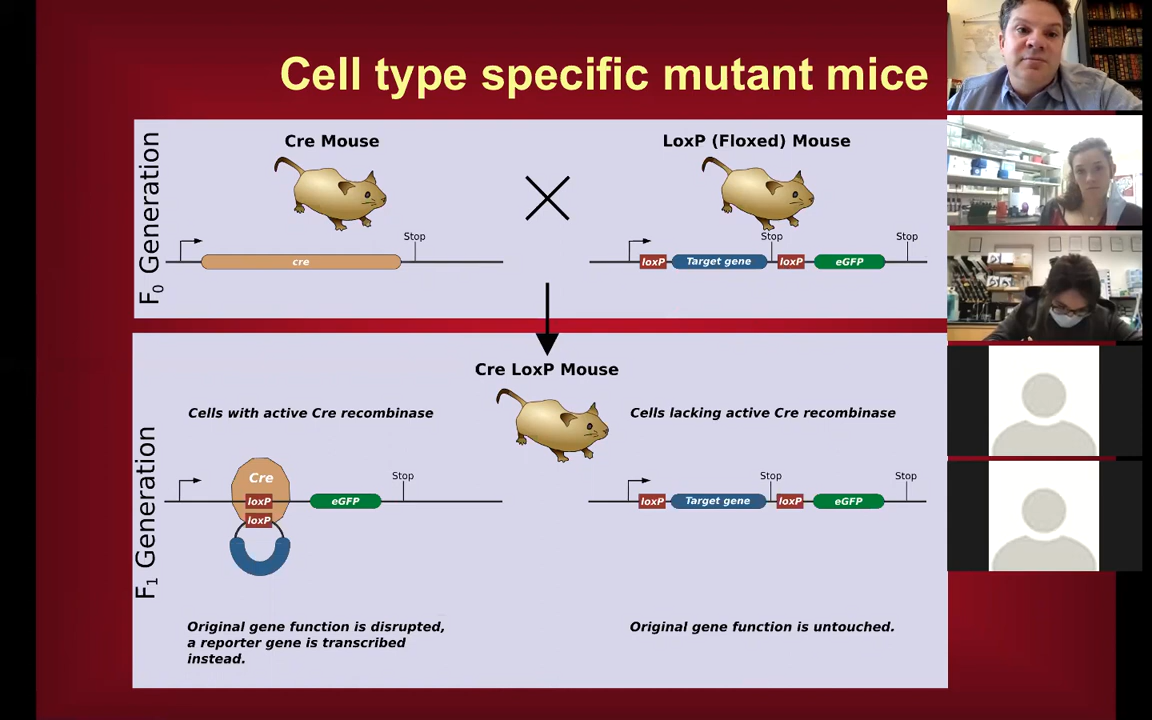 Cell type specific mutant mice
F0 Generation
Cre Mouse
LoxP (Floxed) Mouse
Stop
cre
Stop
Stop
loxP
Target gene
loxP
eGFP
F1 Generation
Cre LoxP Mouse
Cells with active Cre recombinase
Cells lacking active Cre recombinase
Cre
loxP
loxP
eGFP
Stop
Stop
Stop
loxP
Target gene
loxP
eGFP
Original gene function is disrupted,
a reporter gene is transcribed
instead.
Original gene function is untouched.